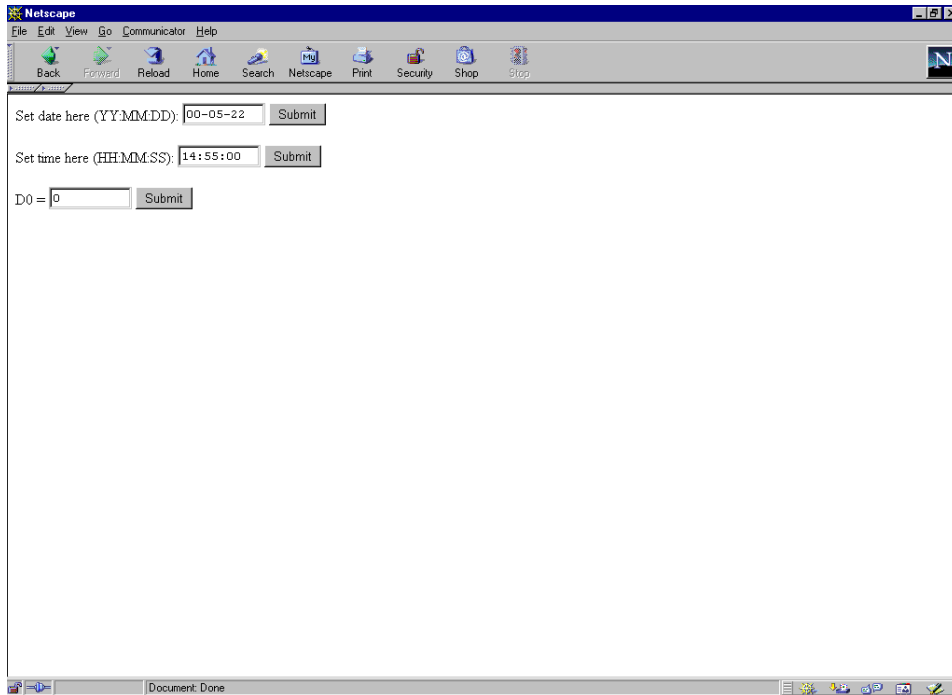 Netscape
File Edit View Go Communicator Help
Back Forward Reload Home Search Netscape Print Security Shop Stop
My
N
Set date here (YY:MM:DD): 00-05-22 Submit
Set time here (HH:MM:SS): 14:55:00 Submit
D0 = 0 Submit
Document: Done